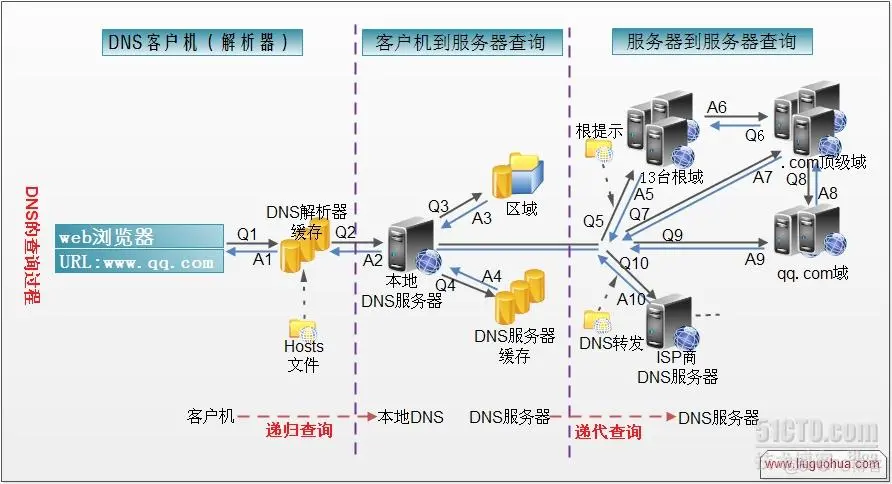 DNS客户机（解析器）
客户机到服务器查询
服务器到服务器查询
DNS的查询过程
web浏览器
URL:www.qq.com
Q1
A1
DNS解析器
缓存
Hosts
文件
Q2
A2
本地
DNS服务器
Q3
A3
区域
Q4
A4
DNS服务器
缓存
根提示
13台根域
Q5
A5
A6
Q6
.com顶级域
Q7
A7
Q8
A8
Q9
A9
qq.com域
Q10
A10
DNS转发
ISP商
DNS服务器
客户机
递归查询
本地DNS
DNS服务器
递代查询
DNS服务器
51CTO.com
Blog
www.liuguohua.com